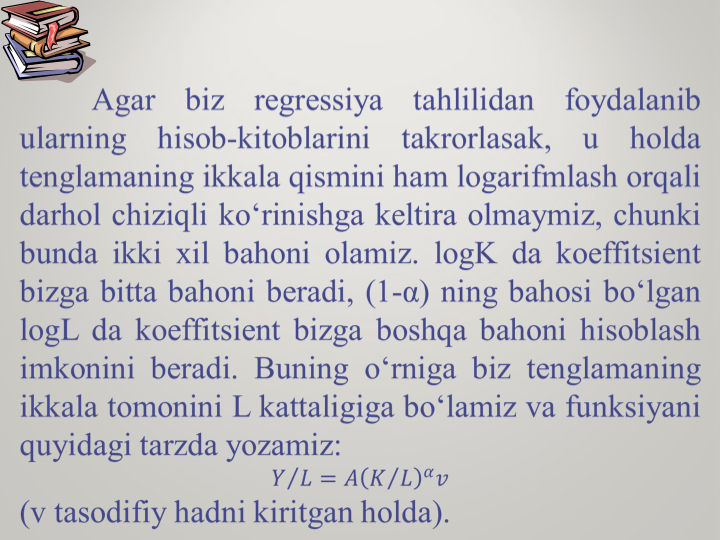 Agar biz regressiya tahlilidan foydalanib
ularning hisob-kitoblarini takrorlasak, u holda
tenglamaning ikkala qismini ham logarifmlash orqali
darhol chiziqli ko‘rinishga keltira olmaymiz, chunki
bunda ikki xil bahoni olamiz. logK da koeffitsient
bizga bitta bahoni beradi, (1-α) ning bahosi bo‘lgan
logL da koeffitsient bizga boshqa bahoni hisoblash
imkonini beradi. Buning o‘rniga biz tenglamaning
ikkala tomonini L kattaligiga bo‘lamiz va funksiyani
quyidagi tarzda yozamiz:
𝑌/𝐿 = 𝐴(𝐾/𝐿)^𝛼 𝑣
(v tasodifiy hadni kiritgan holda).